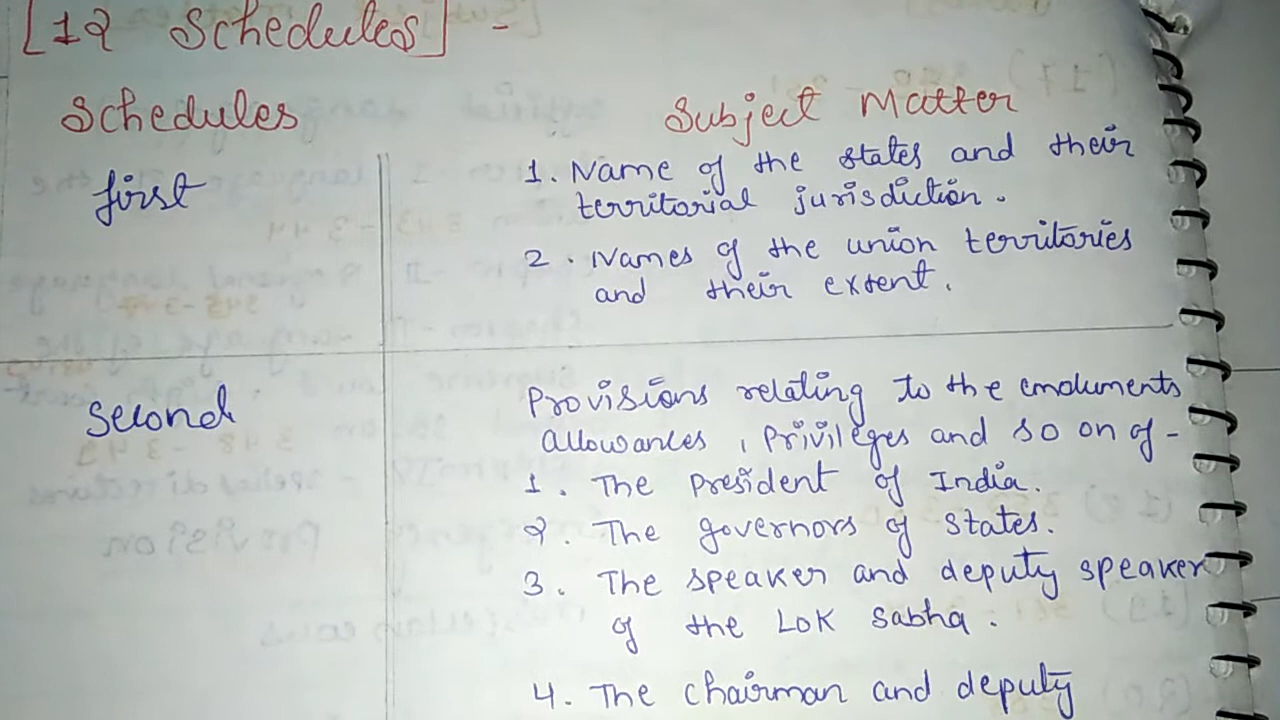 [12 Schedules] -
Schedules Subject Matter
first 1. Name of the states and their
territorial jurisdiction.
2. Names of the union territories
and their extent.
Second Provisions relating to the emoluments
allowances, privileges and so on of -
1. The President of India.
2. The governors of states.
3. The speaker and deputy speaker
of the Lok Sabha.
4. The Chairman and deputy